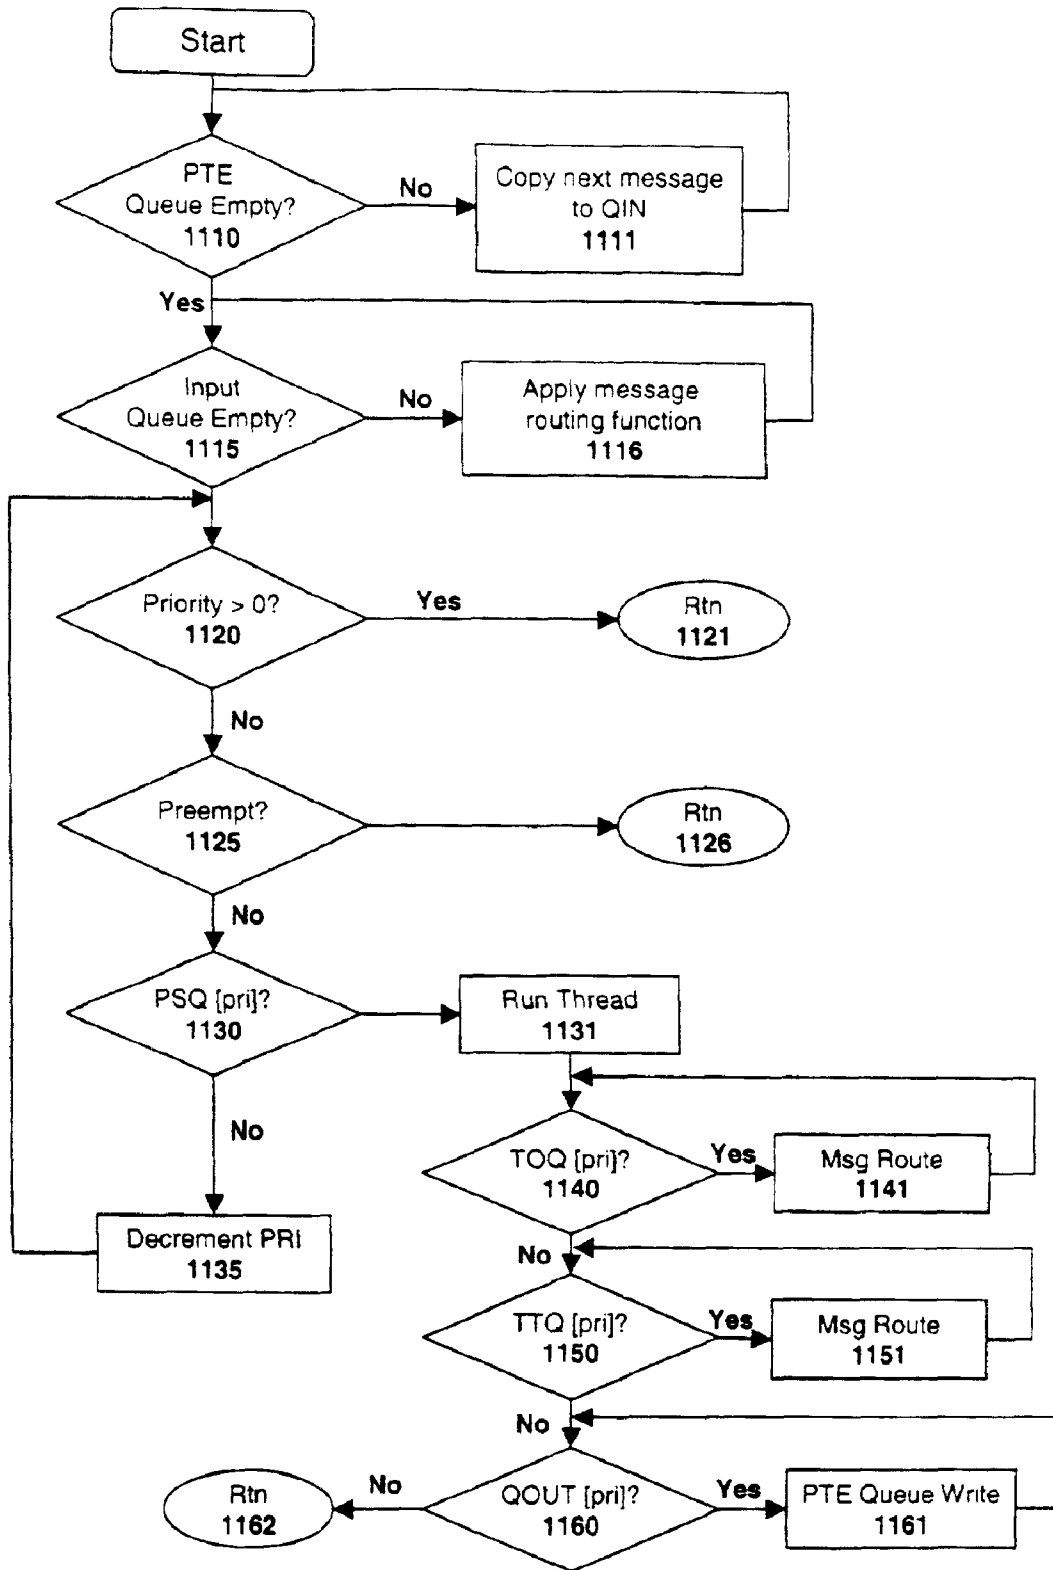 Start
PTE
Queue Empty?
1110
No
Copy next message
to QIN
1111
Yes
Input
Queue Empty?
1115
No
Apply message
routing function
1116
Priority > 0?
1120
Yes
Rtn
1121
No
Preempt?
1125
Rtn
1126
No
PSQ [pri]?
1130
Run Thread
1131
No
TOQ [pri]?
1140
Yes
Msg Route
1141
Decrement PRI
1135
No
TTQ [pri]?
1150
Yes
Msg Route
1151
No
Rtn
1162
No
QOUT [pri]?
1160
Yes
PTE Queue Write
1161